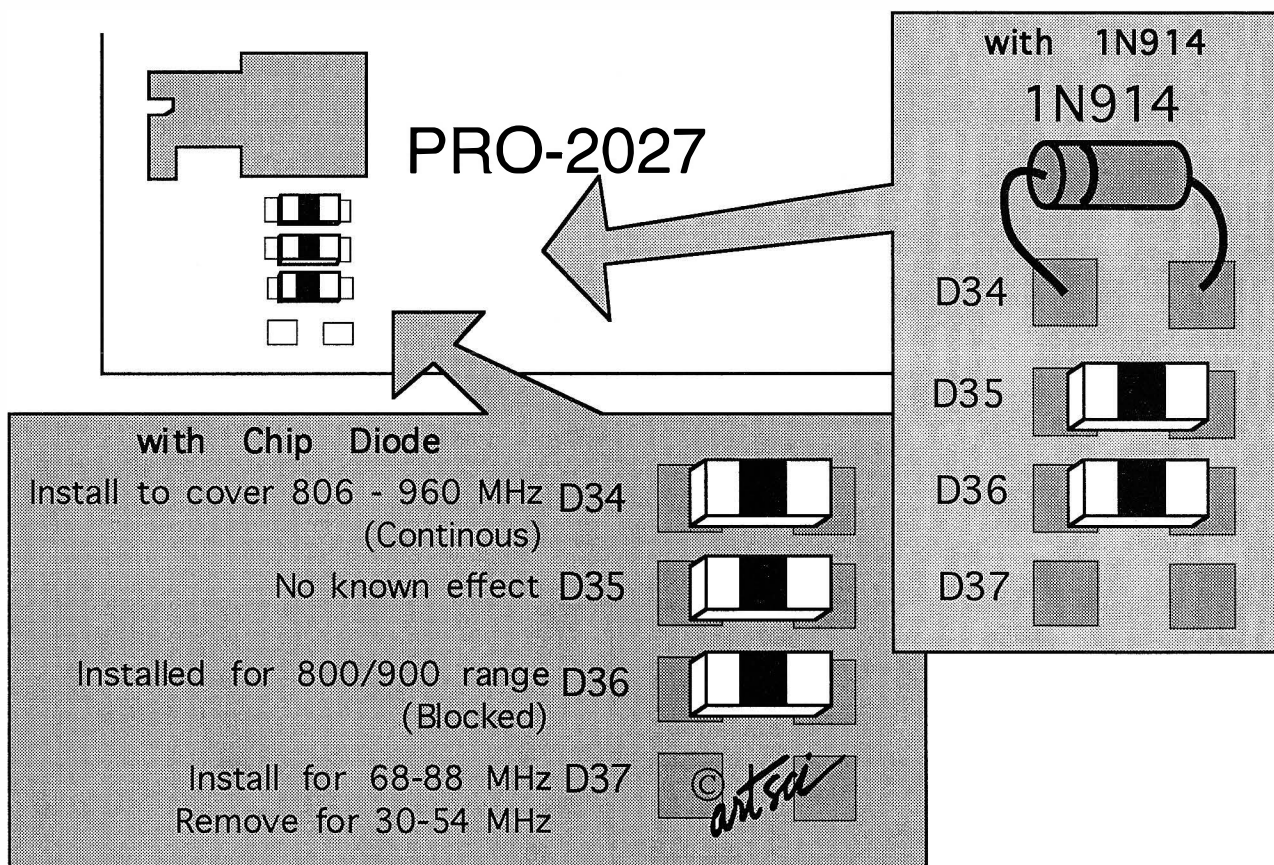 PRO-2027
with 1N914
1N914
D34
D35
D36
D37
with Chip Diode
Install to cover 806 - 960 MHz D34
(Continous)
No known effect D35
Installed for 800/900 range D36
(Blocked)
Install for 68-88 MHz D37
Remove for 30-54 MHz
© artsci